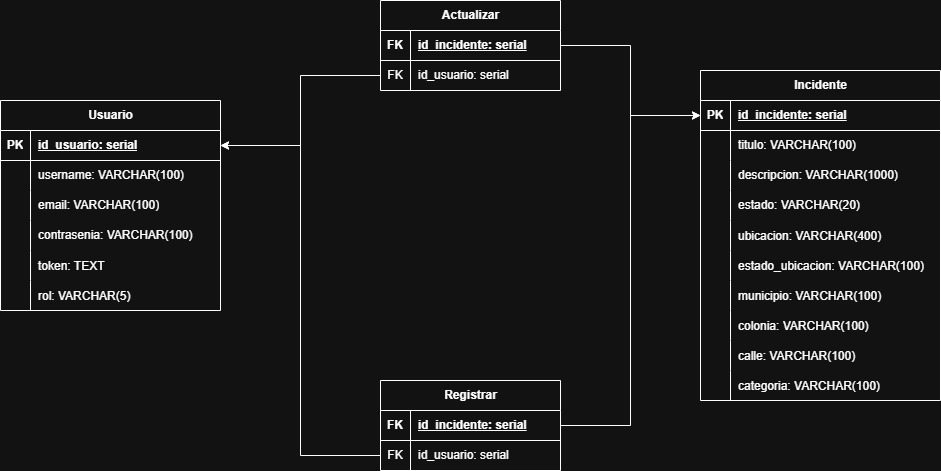 Actualizar
FK id_incidente: serial
FK id_usuario: serial
Usuario
PK id_usuario: serial
username: VARCHAR(100)
email: VARCHAR(100)
contrasenia: VARCHAR(100)
token: TEXT
rol: VARCHAR(5)
Incidente
PK id_incidente: serial
titulo: VARCHAR(100)
descripcion: VARCHAR(1000)
estado: VARCHAR(20)
ubicacion: VARCHAR(400)
estado_ubicacion: VARCHAR(100)
municipio: VARCHAR(100)
colonia: VARCHAR(100)
calle: VARCHAR(100)
categoria: VARCHAR(100)
Registrar
FK id_incidente: serial
FK id_usuario: serial